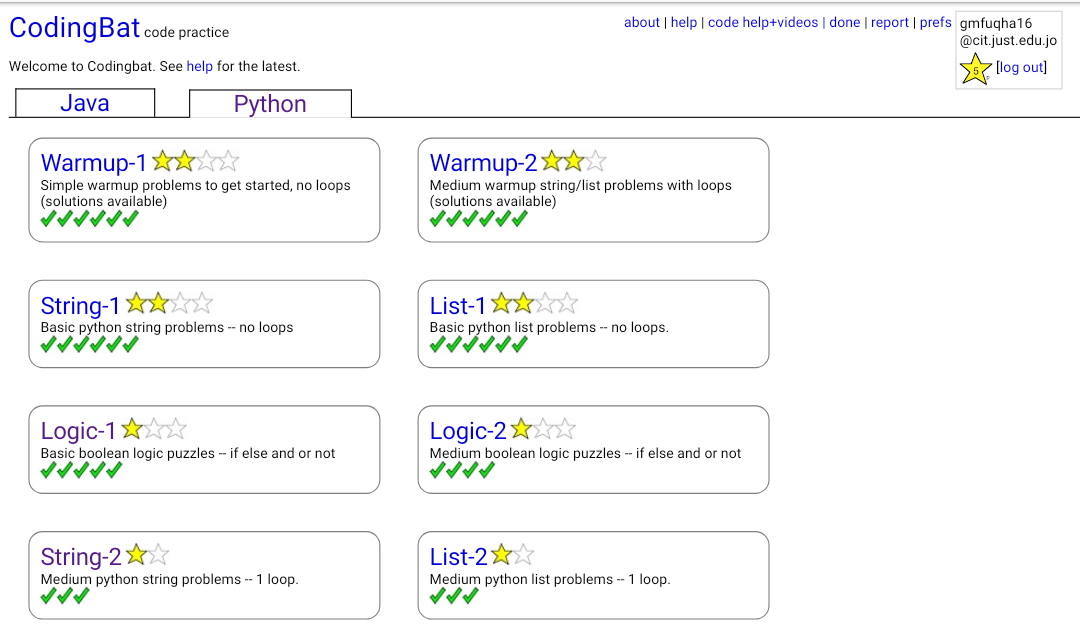 CodingBat code practice
about | help | code help+videos | done | report | prefs
gmfuqha16
@cit.just.edu.jo
5
[log out]
Welcome to Codingbat. See help for the latest.
Java
Python
Warmup-1
Simple warmup problems to get started, no loops
(solutions available)
Warmup-2
Medium warmup string/list problems with loops
(solutions available)
String-1
Basic python string problems -- no loops
List-1
Basic python list problems -- no loops.
Logic-1
Basic boolean logic puzzles -- if else and or not
Logic-2
Medium boolean logic puzzles -- if else and or not
String-2
Medium python string problems -- 1 loop.
List-2
Medium python list problems -- 1 loop.